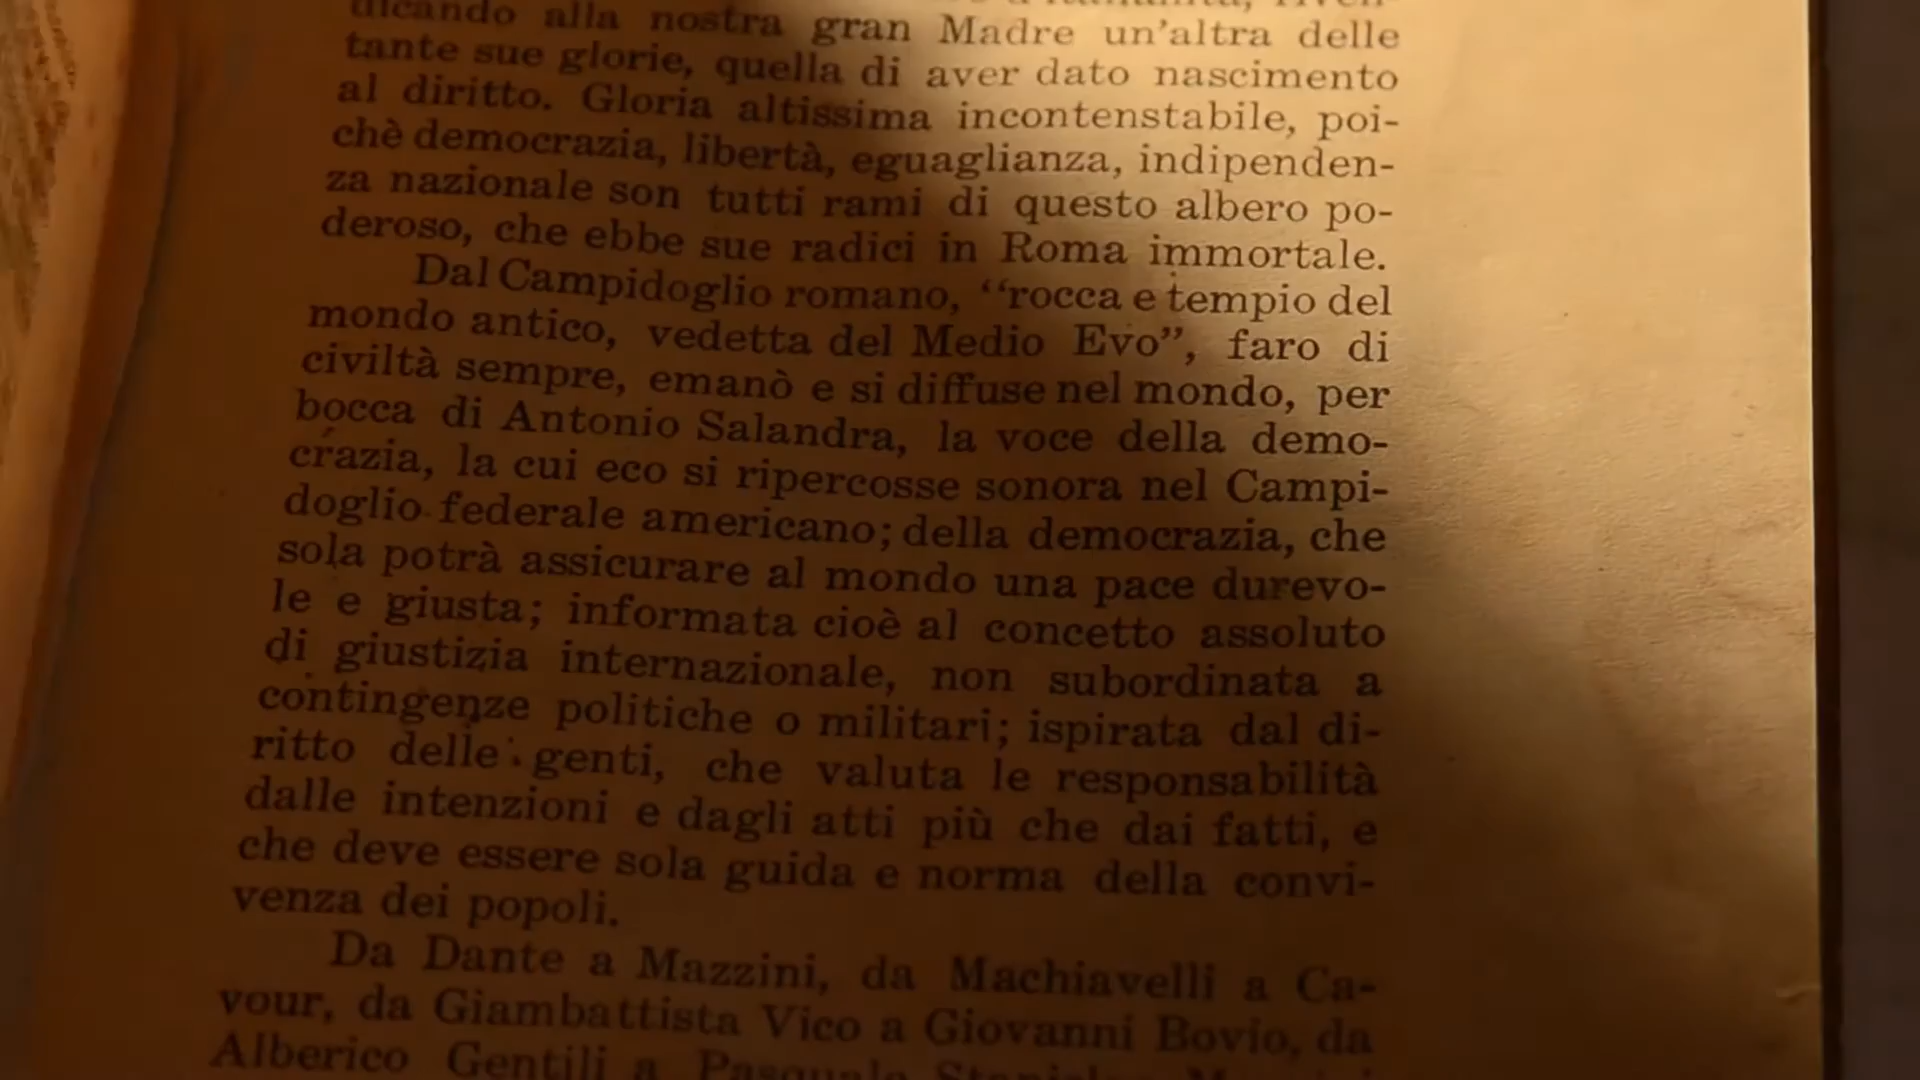 dicando alla nostra gran Madre un'altra delle
tante sue glorie, quella di aver dato nascimento
al diritto. Gloria altissima incontenstabile, poi-
chè democrazia, libertà, eguaglianza, indipenden-
za nazionale son tutti rami di questo albero po-
deroso, che ebbe sue radici in Roma immortale.
Dal Campidoglio romano, “rocca e tempio del
mondo antico, vedetta del Medio Evo”, faro di
civiltà sempre, emanò e si diffuse nel mondo, per
bocca di Antonio Salandra, la voce della demo-
crazia, la cui eco si ripercosse sonora nel Campi-
doglio federale americano; della democrazia, che
sola potrà assicurare al mondo una pace durevo-
le e giusta; informata cioè al concetto assoluto
di giustizia internazionale, non subordinata a
contingenze politiche o militari; ispirata dal di-
ritto delle genti, che valuta le responsabilità
dalle intenzioni e dagli atti più che dai fatti, e
che deve essere sola guida e norma della convi-
venza dei popoli.
Da Dante a Mazzini, da Machiavelli a Ca-
vour, da Giambattista Vico a Giovanni Bovio, da
Alberico Gentili a Pasquale